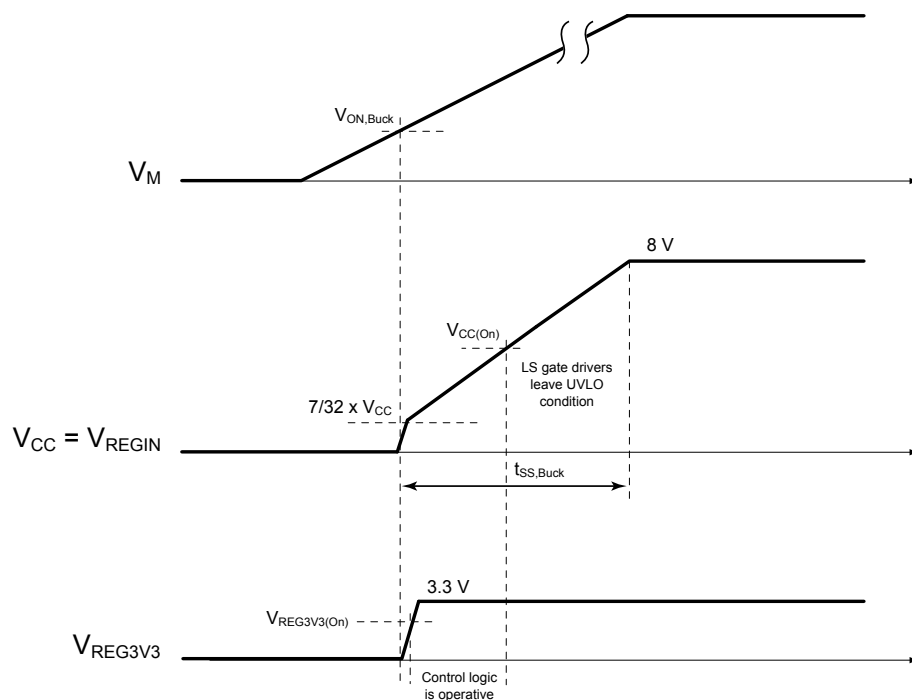 V_ON,Buck
V_M
8 V
V_CC(On)
LS gate drivers
leave UVLO
condition
7/32 x V_CC
V_CC = V_REGIN
t_SS,Buck
3.3 V
V_REG3V3(On)
V_REG3V3
Control logic
is operative